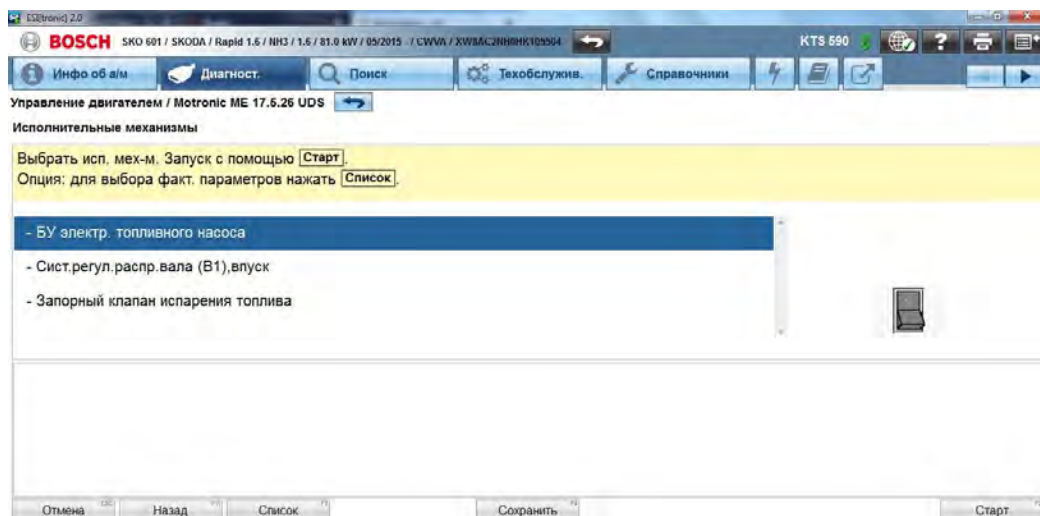 ESI[tronic] 2.0
BOSCH SKO 601 / SKODA / Rapid 1.6 / NH3 / 1.6 / 81.0 kW / 05/2015 - / CWVA / KTS 590
Инфо об а/м Диагност. Поиск Техобслужив. Справочники
Управление двигателем / Motronic ME 17.5.26 UDS
Исполнительные механизмы
Выбрать исп. мех-м. Запуск с помощью Старт.
Опция: для выбора факт. параметров нажать Список.
- БУ электр. топливного насоса
- Сист.регул.распр.вала (B1),впуск
- Запорный клапан испарения топлива
Отмена Назад Список Сохранить Старт